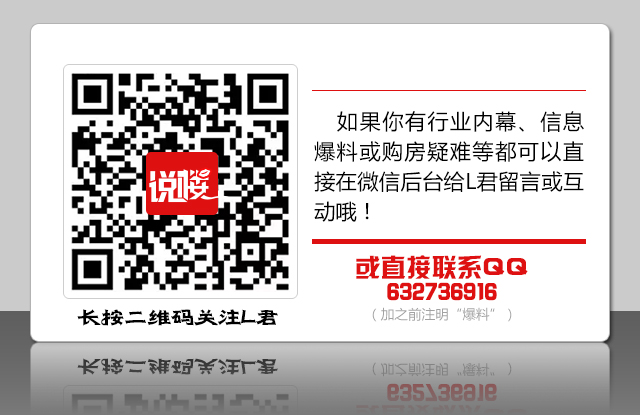 说楼
长按二维码关注L君
如果你有行业内幕、信息
爆料或购房疑难等都可以直
接在微信后台给L君留言或互
动哦！
或直接联系QQ
632736916
（加之前注明“爆料”）